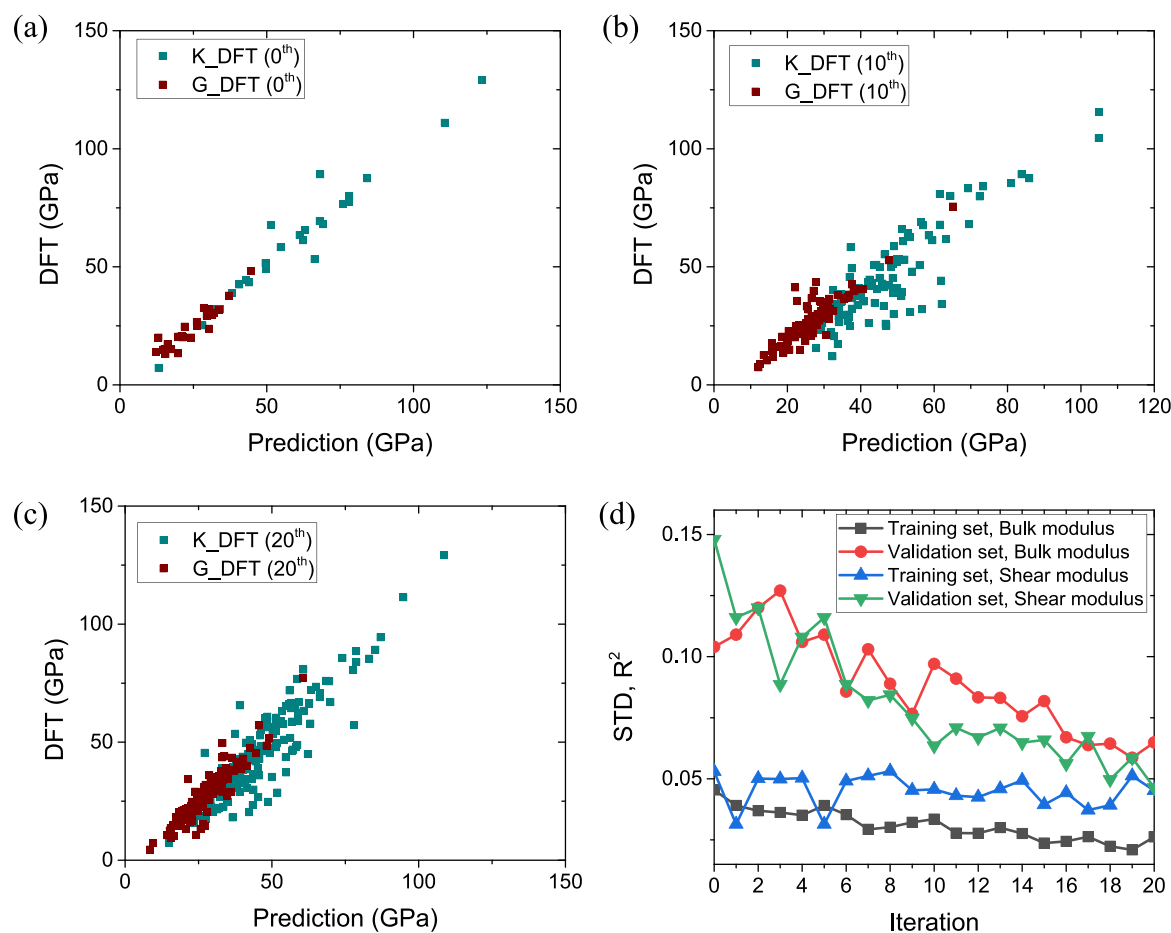 (a)
150
100
50
0
DFT (GPa)
K_DFT (0th)
G_DFT (0th)
0 50 100 150
Prediction (GPa)
(b)
150
100
50
0
DFT (GPa)
K_DFT (10th)
G_DFT (10th)
0 20 40 60 80 100 120
Prediction (GPa)
(c)
150
100
50
0
DFT (GPa)
K_DFT (20th)
G_DFT (20th)
0 50 100 150
Prediction (GPa)
(d)
0.15
0.10
0.05
STD, R²
Training set, Bulk modulus
Validation set, Bulk modulus
Training set, Shear modulus
Validation set, Shear modulus
0 2 4 6 8 10 12 14 16 18 20
Iteration